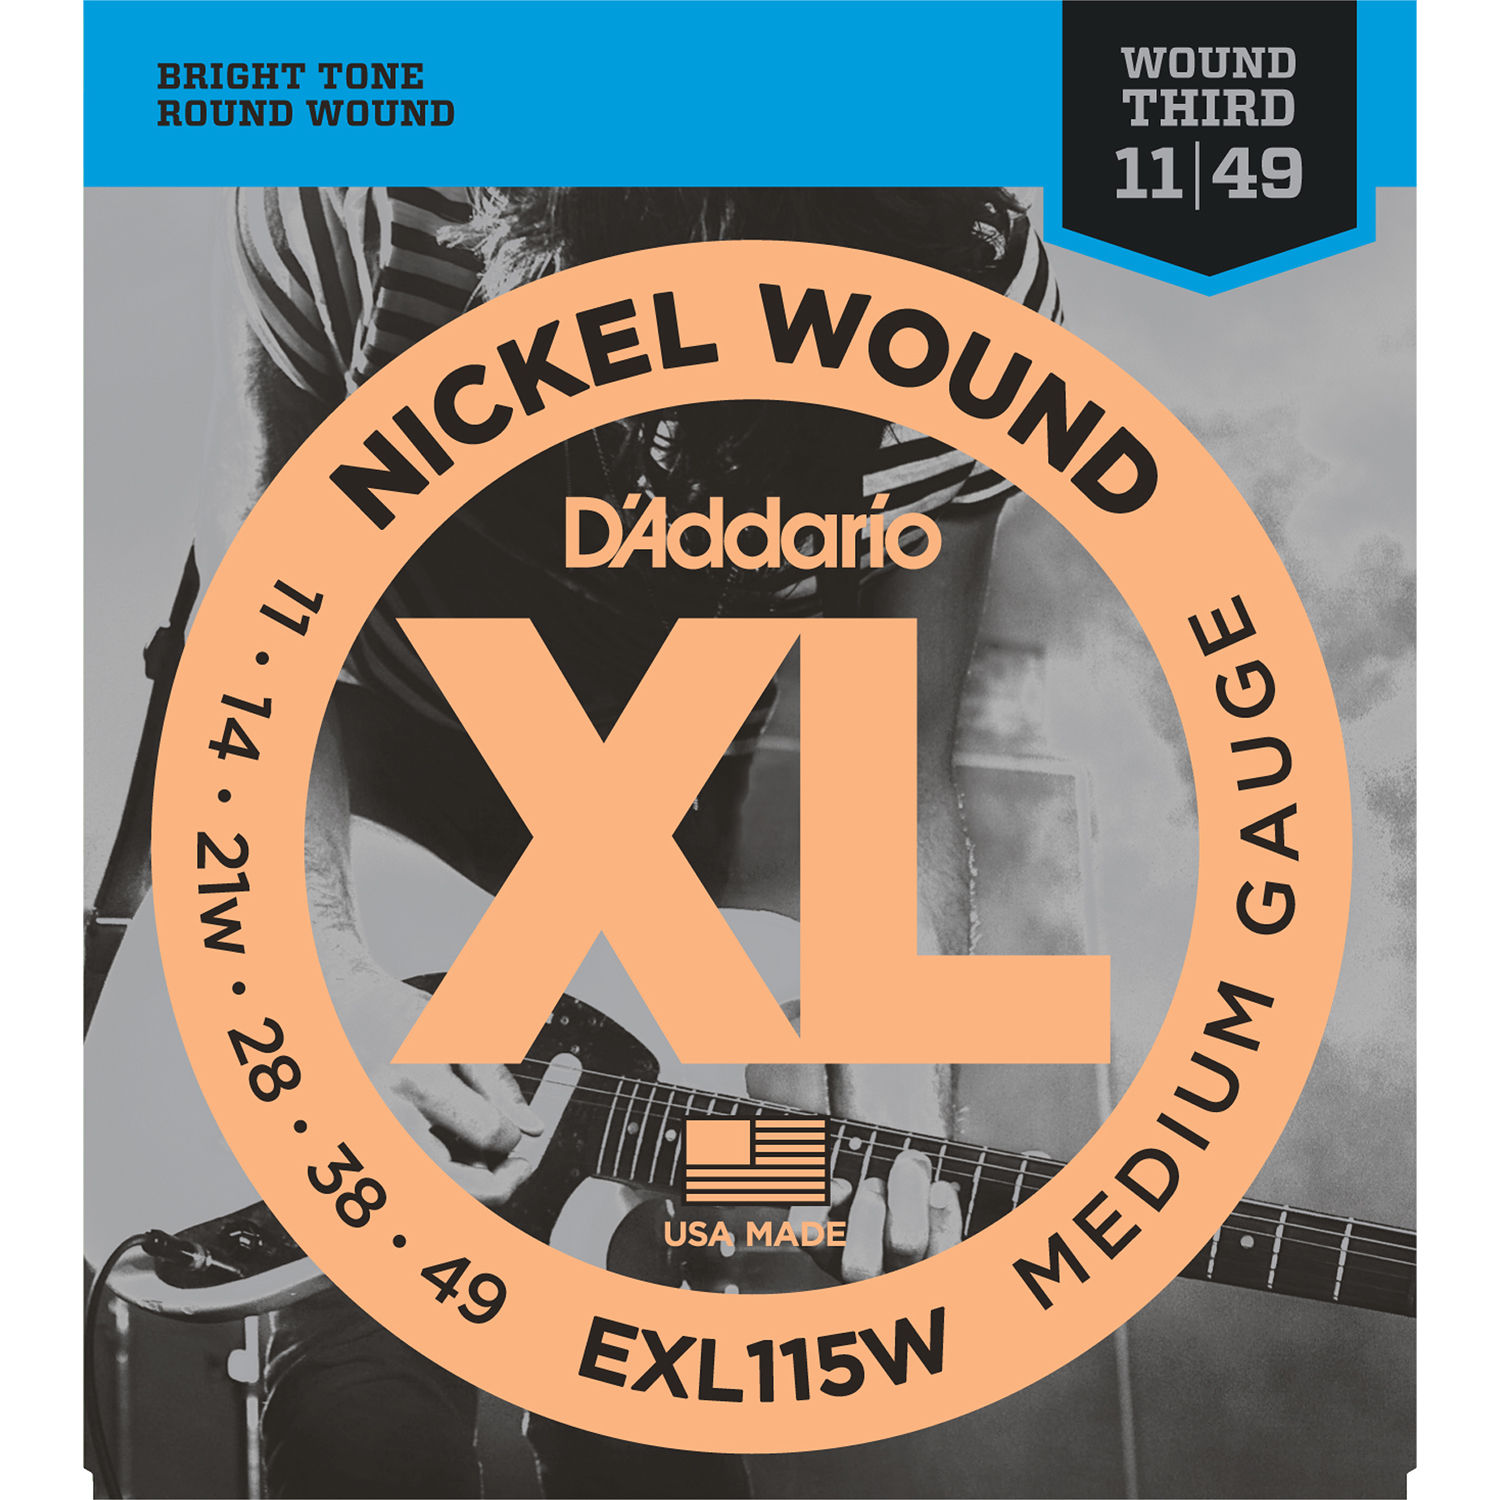 BRIGHT TONE
ROUND WOUND
WOUND
THIRD
11|49
NICKEL WOUND
D'Addario
XL
11 • 14 • 21W • 28 • 38 • 49
MEDIUM GAUGE
USA MADE
EXL115W